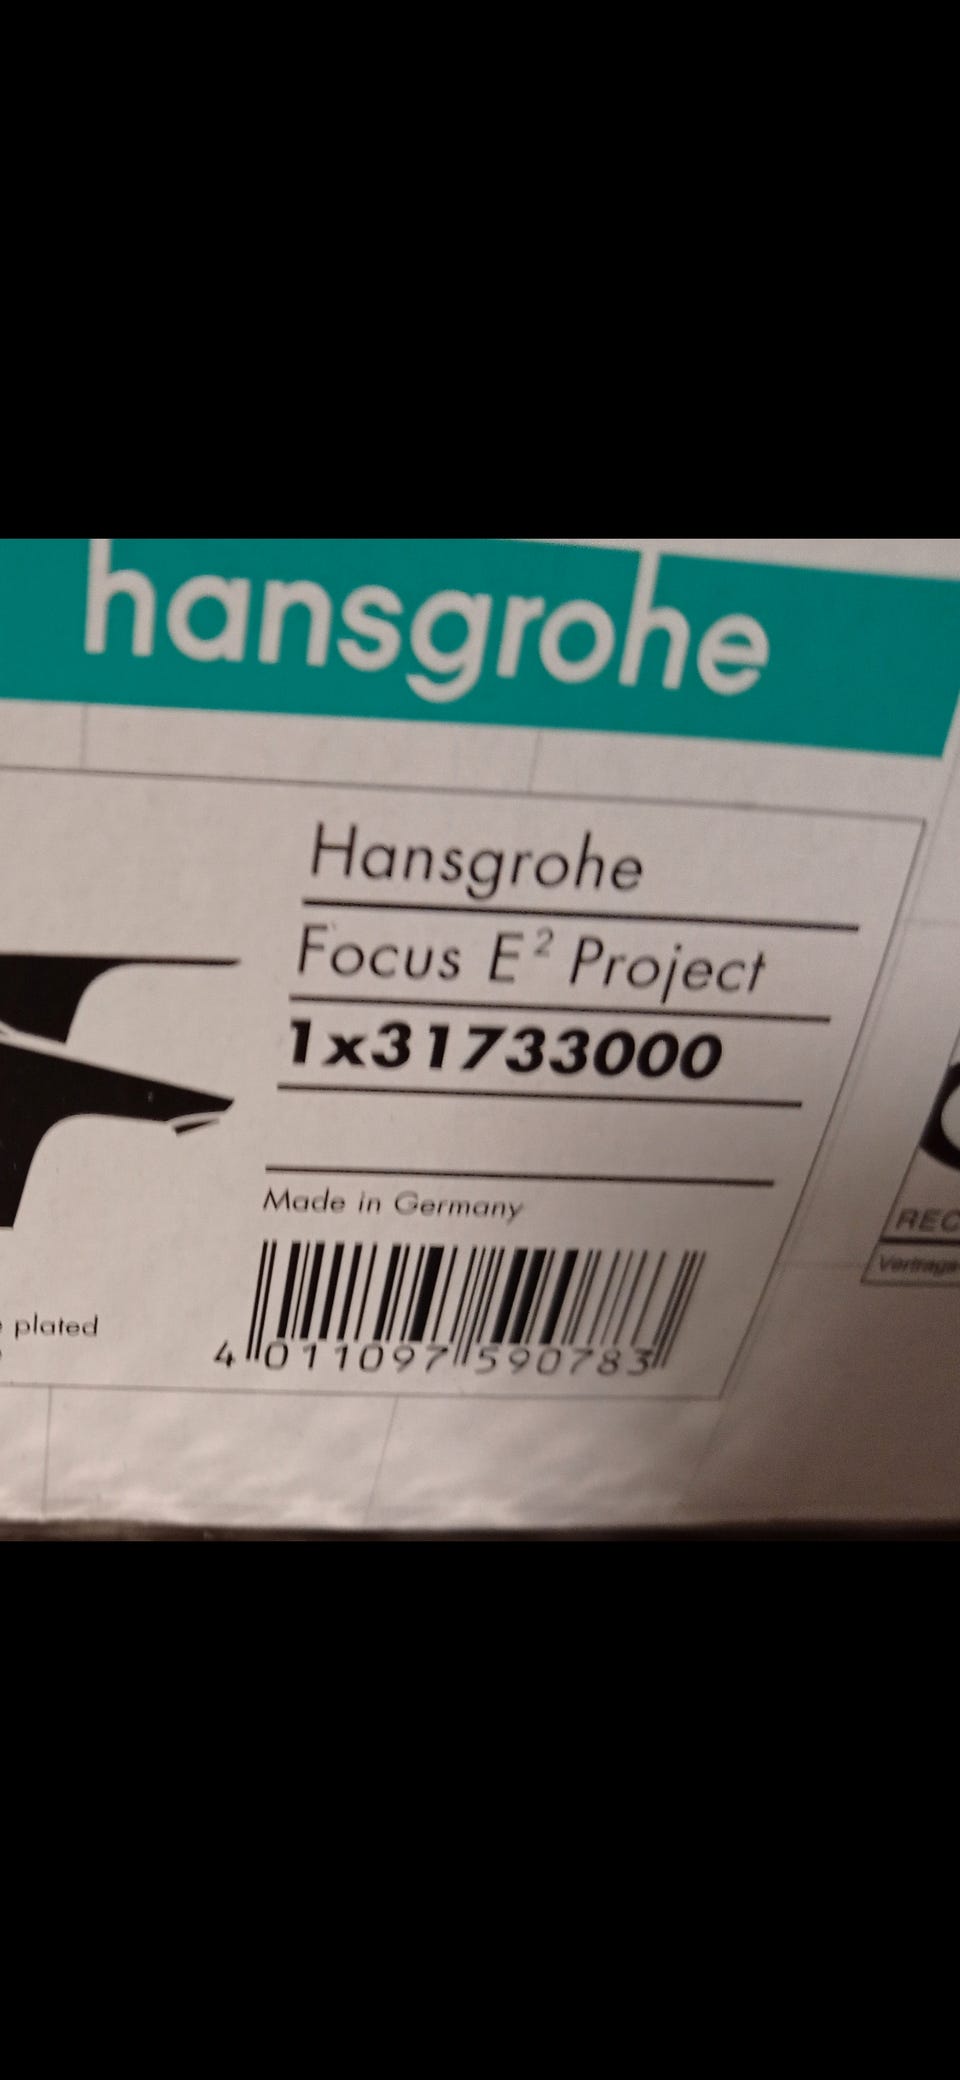 hansgrohe
Hansgrohe
Focus E² Project
1x31733000
Made in Germany
plated
4 011097 590783
REC